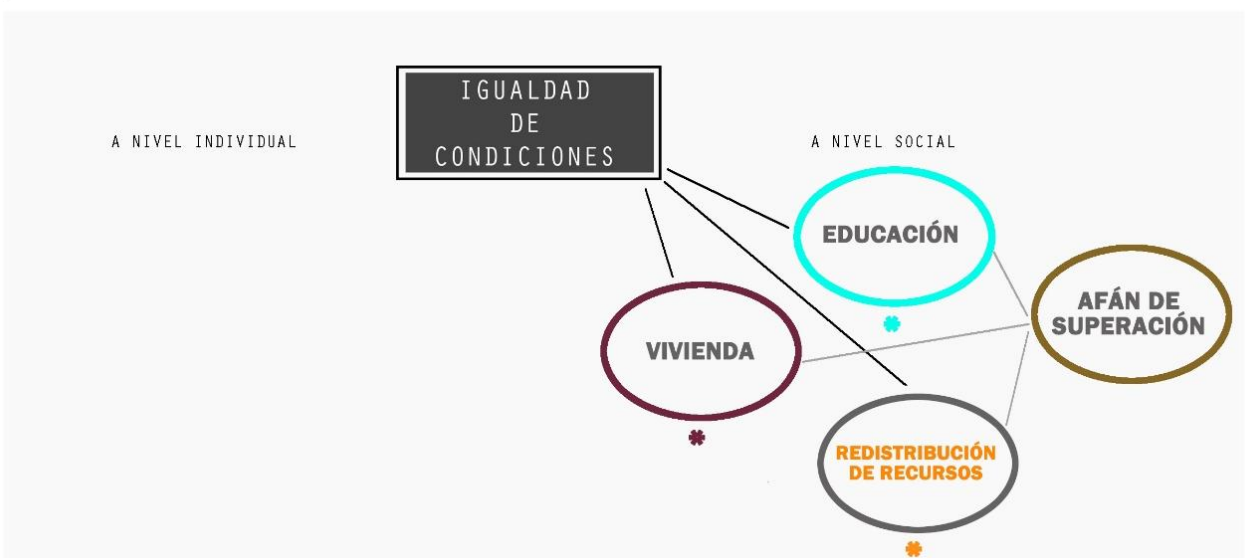 IGUALDAD
DE
CONDICIONES
A NIVEL INDIVIDUAL
A NIVEL SOCIAL
EDUCACIÓN
AFÁN DE
SUPERACIÓN
VIVIENDA
REDISTRIBUCIÓN
DE RECURSOS